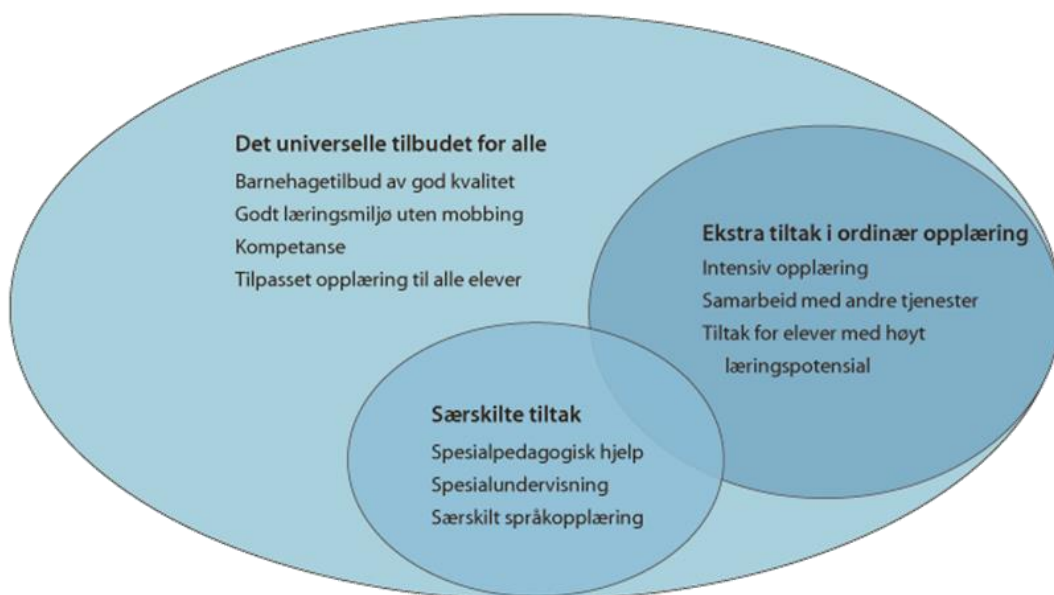 Det universelle tilbudet for alle
Barnehagetilbud av god kvalitet
Godt læringsmiljø uten mobbing
Kompetanse
Tilpasset opplæring til alle elever
Ekstra tiltak i ordinær opplæring
Intensiv opplæring
Samarbeid med andre tjenester
Tiltak for elever med høyt
læringspotensial
Særskilte tiltak
Spesialpedagogisk hjelp
Spesialundervisning
Særskilt språkopplæring